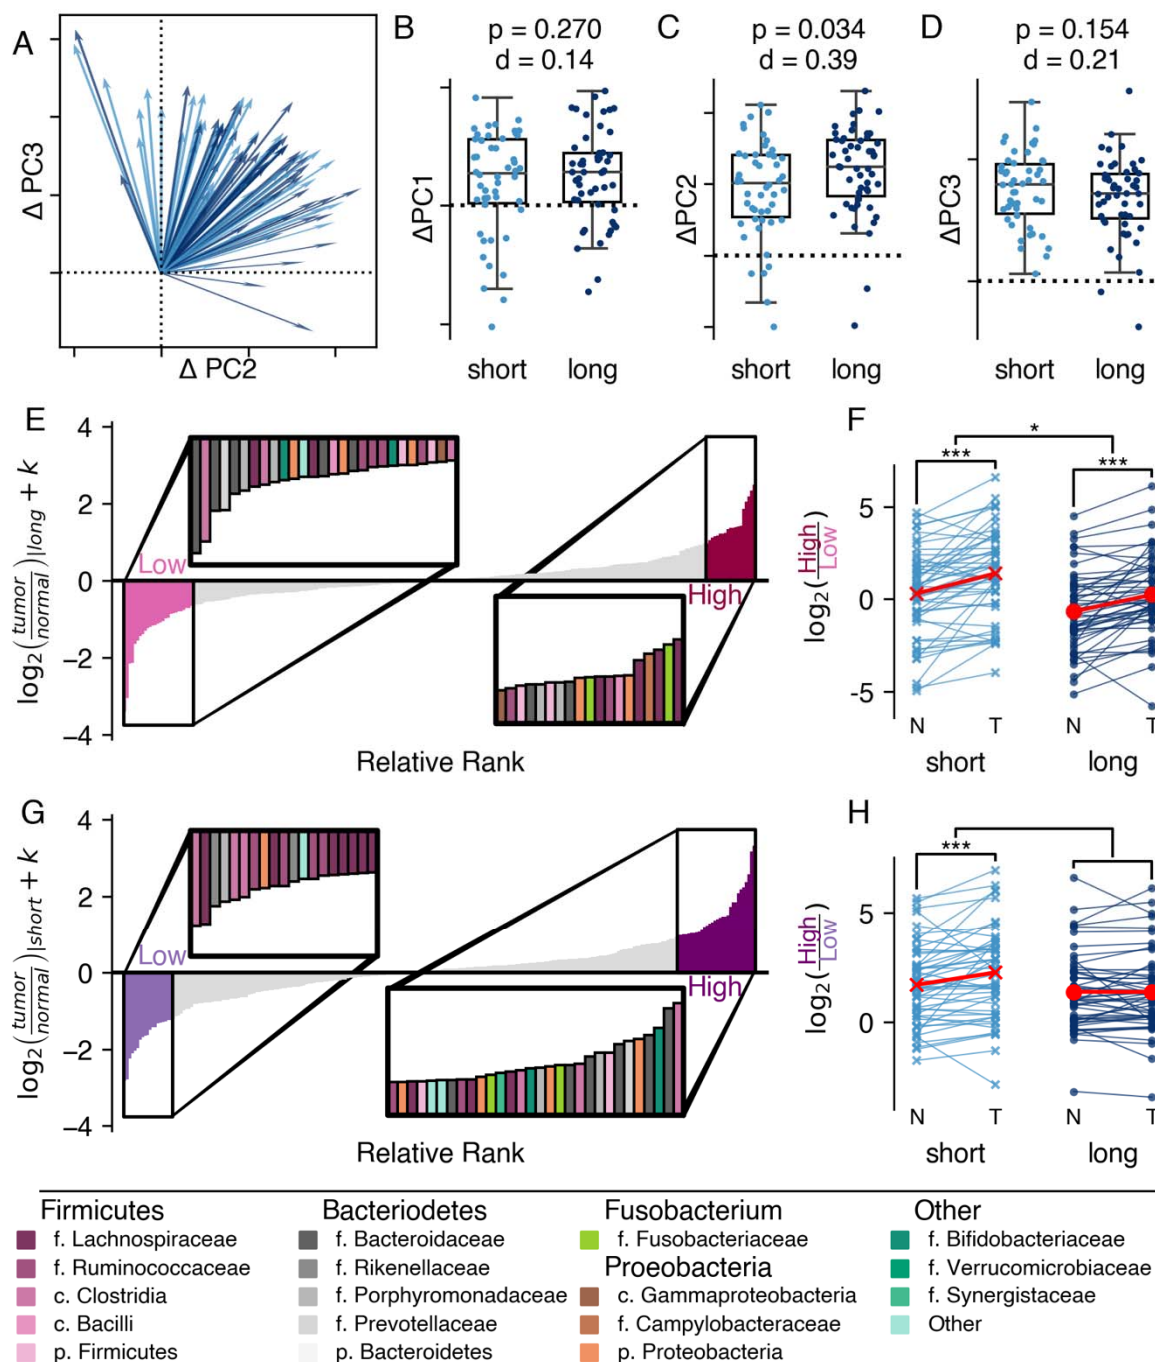 A
Δ PC3
Δ PC2
B
p = 0.270
d = 0.14
ΔPC1
short long
C
p = 0.034
d = 0.39
ΔPC2
short long
D
p = 0.154
d = 0.21
ΔPC3
short long
E
log2(tumor/normal)|long + k
4
2
0
−2
−4
Low
High
Relative Rank
F
*
*** ***
log2(High/Low)
5
0
-5
N T N T
short long
G
log2(tumor/normal)|short + k
4
2
0
−2
−4
Low
High
Relative Rank
H
***
log2(High/Low)
5
0
N T N T
short long
Firmicutes
f. Lachnospiraceae
f. Ruminococcaceae
c. Clostridia
c. Bacilli
p. Firmicutes
Bacteriodetes
f. Bacteroidaceae
f. Rikenellaceae
f. Porphyromonadaceae
f. Prevotellaceae
p. Bacteroidetes
Fusobacterium
f. Fusobacteriaceae
Proeobacteria
c. Gammaproteobacteria
f. Campylobacteraceae
p. Proteobacteria
Other
f. Bifidobacteriaceae
f. Verrucomicrobiaceae
f. Synergistaceae
Other